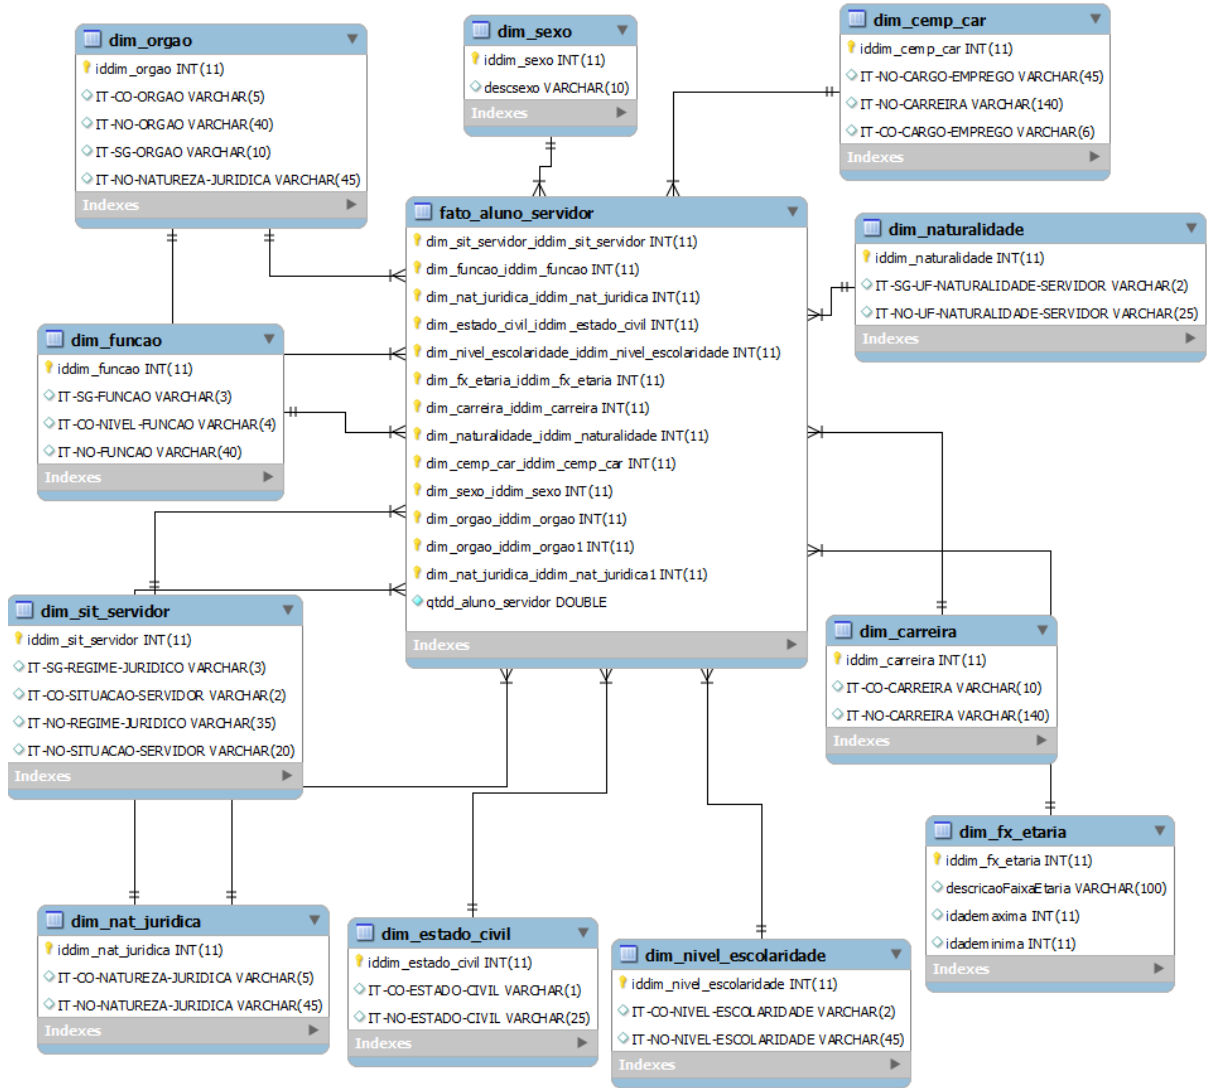 dim_orgao
iddim_orgao INT(11)
IT-CO-ORGAO VARCHAR(5)
IT-NO-ORGAO VARCHAR(40)
IT-SG-ORGAO VARCHAR(10)
IT-NO-NATUREZA-JURIDICA VARCHAR(45)
Indexes
dim_sexo
iddim_sexo INT(11)
descsexo VARCHAR(10)
Indexes
dim_cemp_car
iddim_cemp_car INT(11)
IT-NO-CARGO-EMPREGO VARCHAR(45)
IT-NO-CARREIRA VARCHAR(140)
IT-CO-CARGO-EMPREGO VARCHAR(6)
Indexes
fato_aluno_servidor
dim_sit_servidor_iddim_sit_servidor INT(11)
dim_funcao_iddim_funcao INT(11)
dim_nat_juridica_iddim_nat_juridica INT(11)
dim_estado_civil_iddim_estado_civil INT(11)
dim_nivel_escolaridade_iddim_nivel_escolaridade INT(11)
dim_fx_etaria_iddim_fx_etaria INT(11)
dim_carreira_iddim_carreira INT(11)
dim_naturalidade_iddim_naturalidade INT(11)
dim_cemp_car_iddim_cemp_car INT(11)
dim_sexo_iddim_sexo INT(11)
dim_orgao_iddim_orgao INT(11)
dim_orgao_iddim_orgao1 INT(11)
dim_nat_juridica_iddim_nat_juridica1 INT(11)
qtdd_aluno_servidor DOUBLE
Indexes
dim_naturalidade
iddim_naturalidade INT(11)
IT-SG-UF-NATURALIDADE-SERVIDOR VARCHAR(2)
IT-NO-UF-NATURALIDADE-SERVIDOR VARCHAR(25)
Indexes
dim_funcao
iddim_funcao INT(11)
IT-SG-FUNCAO VARCHAR(3)
IT-CO-NIVEL-FUNCAO VARCHAR(4)
IT-NO-FUNCAO VARCHAR(40)
Indexes
dim_sit_servidor
iddim_sit_servidor INT(11)
IT-SG-REGIME-JURIDICO VARCHAR(3)
IT-CO-SITUACAO-SERVIDOR VARCHAR(2)
IT-NO-REGIME-JURIDICO VARCHAR(35)
IT-NO-SITUACAO-SERVIDOR VARCHAR(20)
Indexes
dim_carreira
iddim_carreira INT(11)
IT-CO-CARREIRA VARCHAR(10)
IT-NO-CARREIRA VARCHAR(140)
Indexes
dim_fx_etaria
iddim_fx_etaria INT(11)
descricaoFaixaEtaria VARCHAR(100)
idademaxima INT(11)
idademinima INT(11)
Indexes
dim_nat_juridica
iddim_nat_juridica INT(11)
IT-CO-NATUREZA-JURIDICA VARCHAR(5)
IT-NO-NATUREZA-JURIDICA VARCHAR(45)
Indexes
dim_estado_civil
iddim_estado_civil INT(11)
IT-CO-ESTADO-CIVIL VARCHAR(1)
IT-NO-ESTADO-CIVIL VARCHAR(25)
Indexes
dim_nivel_escolaridade
iddim_nivel_escolaridade INT(11)
IT-CO-NIVEL-ESCOLARIDADE VARCHAR(2)
IT-NO-NIVEL-ESCOLARIDADE VARCHAR(45)
Indexes